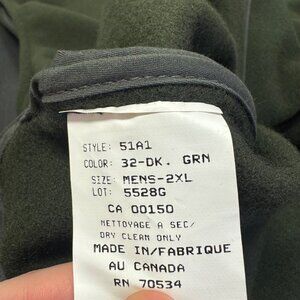 STYLE: 51A1
COLOR: 32-DK. GRN
SIZE: MENS-2XL
LOT: 5528G
CA 00150
NETTOYAGE A SEC/
DRY CLEAN ONLY
MADE IN/FABRIQUE
AU CANADA
RN 70534